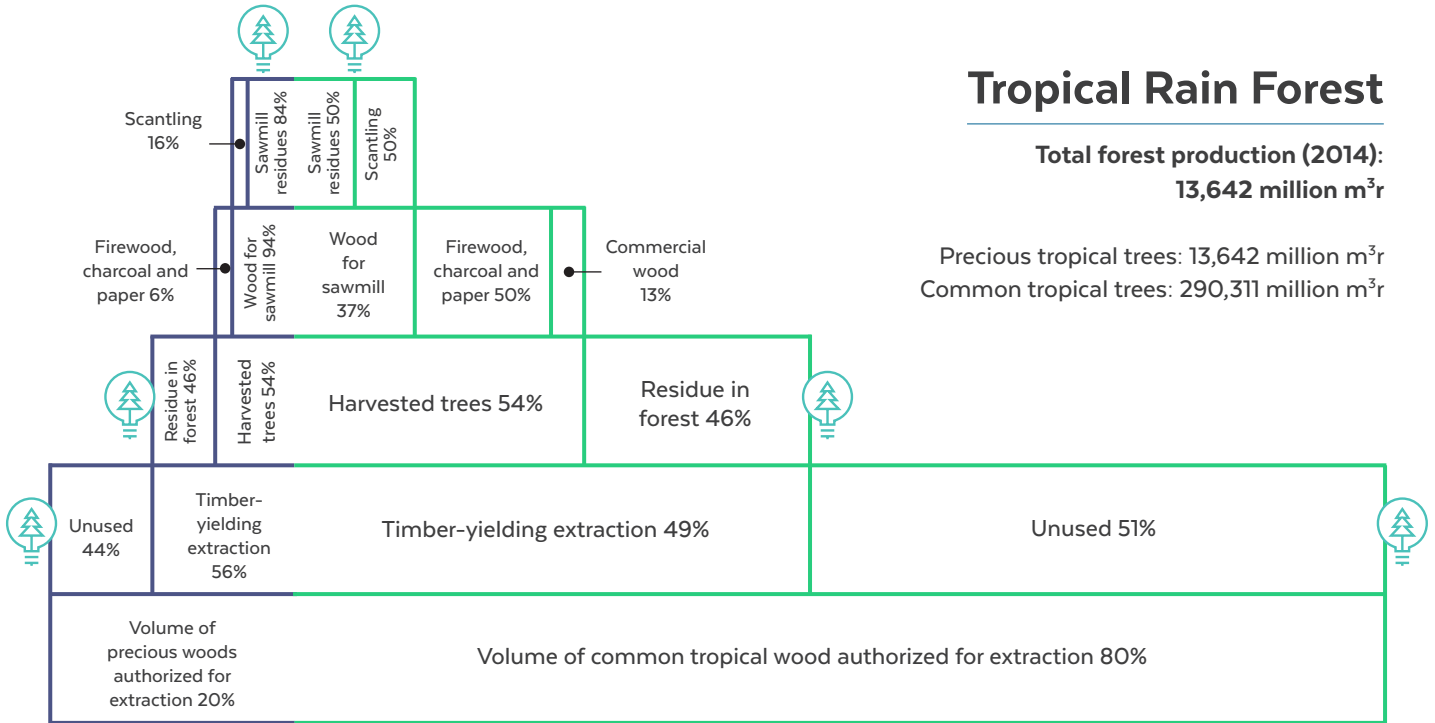 Tropical Rain Forest
Total forest production (2014):
13,642 million m³r
Precious tropical trees: 13,642 million m³r
Common tropical trees: 290,311 million m³r
Scantling
16%
Sawmill
residues 84%
Sawmill
residues 50%
Scantling
50%
Firewood,
charcoal and
paper 6%
Wood for
sawmill 94%
Wood
for
sawmill
37%
Firewood,
charcoal and
paper 50%
Commercial
wood
13%
Residue in
forest 46%
Harvested
trees 54%
Harvested trees 54%
Residue in
forest 46%
Unused
44%
Timber-
yielding
extraction
56%
Timber-yielding extraction 49%
Unused 51%
Volume of
precious woods
authorized for
extraction 20%
Volume of common tropical wood authorized for extraction 80%